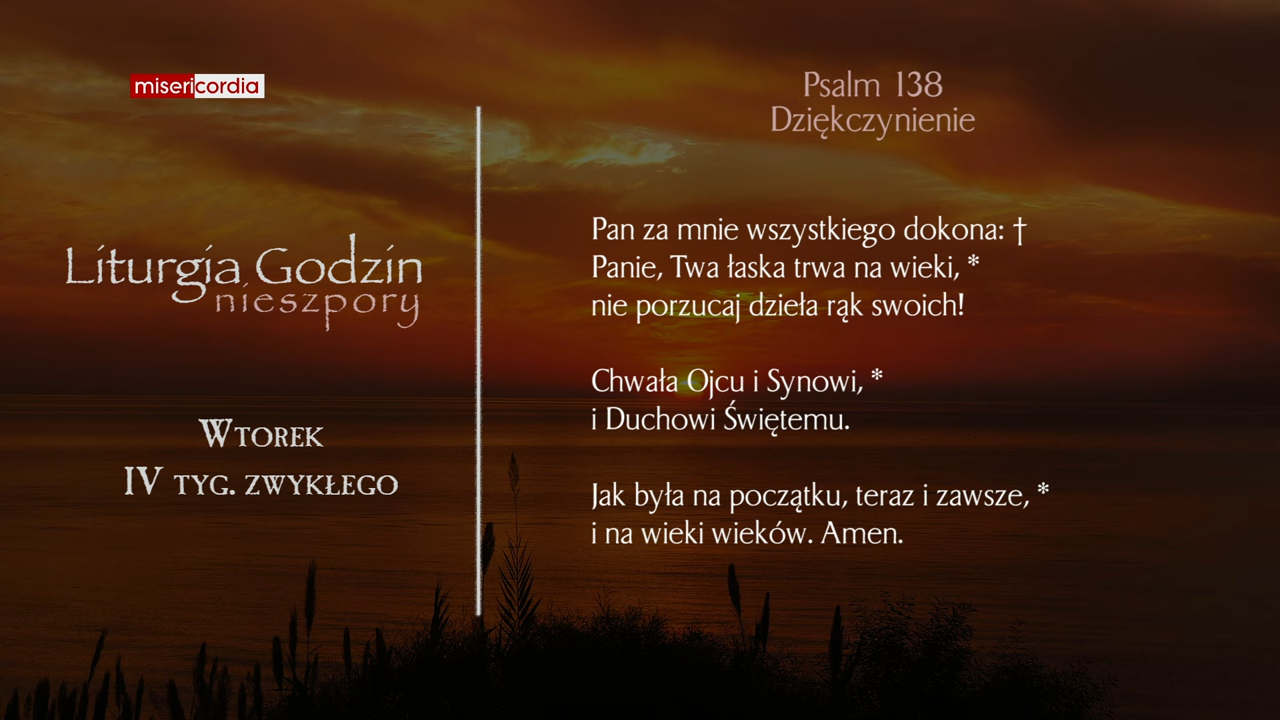 misericordia
Liturgia Godzin
nieszpory
Wtorek
IV tyg. zwykłego
Psalm 138
Dziękczynienie
Pan za mnie wszystkiego dokona: †
Panie, Twa łaska trwa na wieki, *
nie porzucaj dzieła rąk swoich!
Chwała Ojcu i Synowi, *
i Duchowi Świętemu.
Jak była na początku, teraz i zawsze, *
i na wieki wieków. Amen.